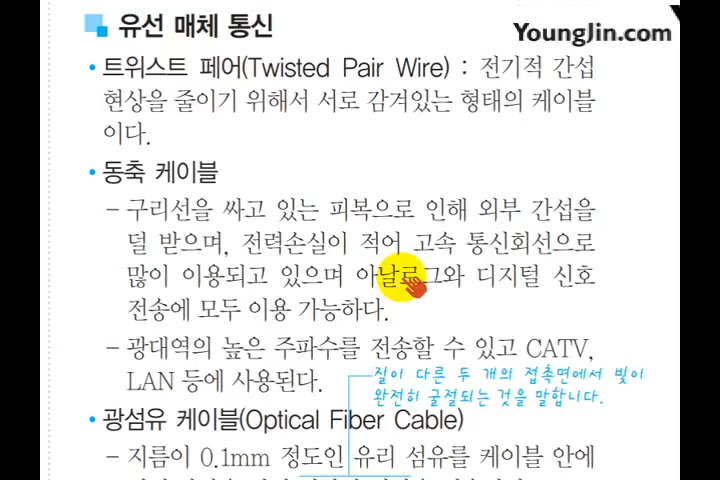 유선 매체 통신
YoungJin.com
• 트위스트 페어(Twisted Pair Wire) : 전기적 간섭
현상을 줄이기 위해서 서로 감겨있는 형태의 케이블
이다.
• 동축 케이블
– 구리선을 싸고 있는 피복으로 인해 외부 간섭을
덜 받으며, 전력손실이 적어 고속 통신회선으로
많이 이용되고 있으며 아날로그와 디지털 신호
전송에 모두 이용 가능하다.
– 광대역의 높은 주파수를 전송할 수 있고 CATV,
LAN 등에 사용된다.
질이 다른 두 개의 접촉면에서 빛이
완전히 굴절되는 것을 말합니다.
• 광섬유 케이블(Optical Fiber Cable)
– 지름이 0.1mm 정도인 유리 섬유를 케이블 안에